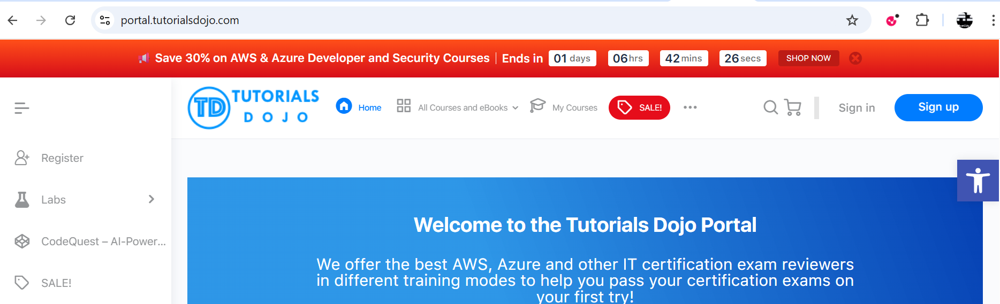 portal.tutorialsdojo.com
Save 30% on AWS & Azure Developer and Security Courses | Ends in 01 days 06 hrs 42 mins 26 secs SHOP NOW
TD TUTORIALS DOJO
Home
All Courses and eBooks
My Courses
SALE!
Sign in
Sign up
Register
Labs
CodeQuest – AI-Power...
SALE!
Welcome to the Tutorials Dojo Portal
We offer the best AWS, Azure and other IT certification exam reviewers
in different training modes to help you pass your certification exams on
your first try!